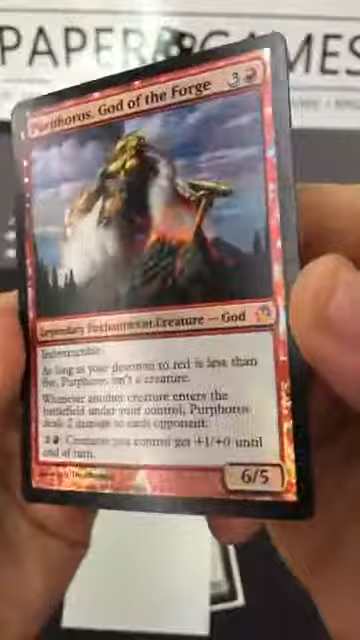 PAPER GAMES
Purphoros, God of the Forge 3
Legendary Enchantment Creature — God
Indestructible
As long as your devotion to red is less than
five, Purphoros isn't a creature.
Whenever another creature enters the
battlefield under your control, Purphoros
deals 2 damage to each opponent.
2 Creatures you control get +1/+0 until
end of turn.
6/5